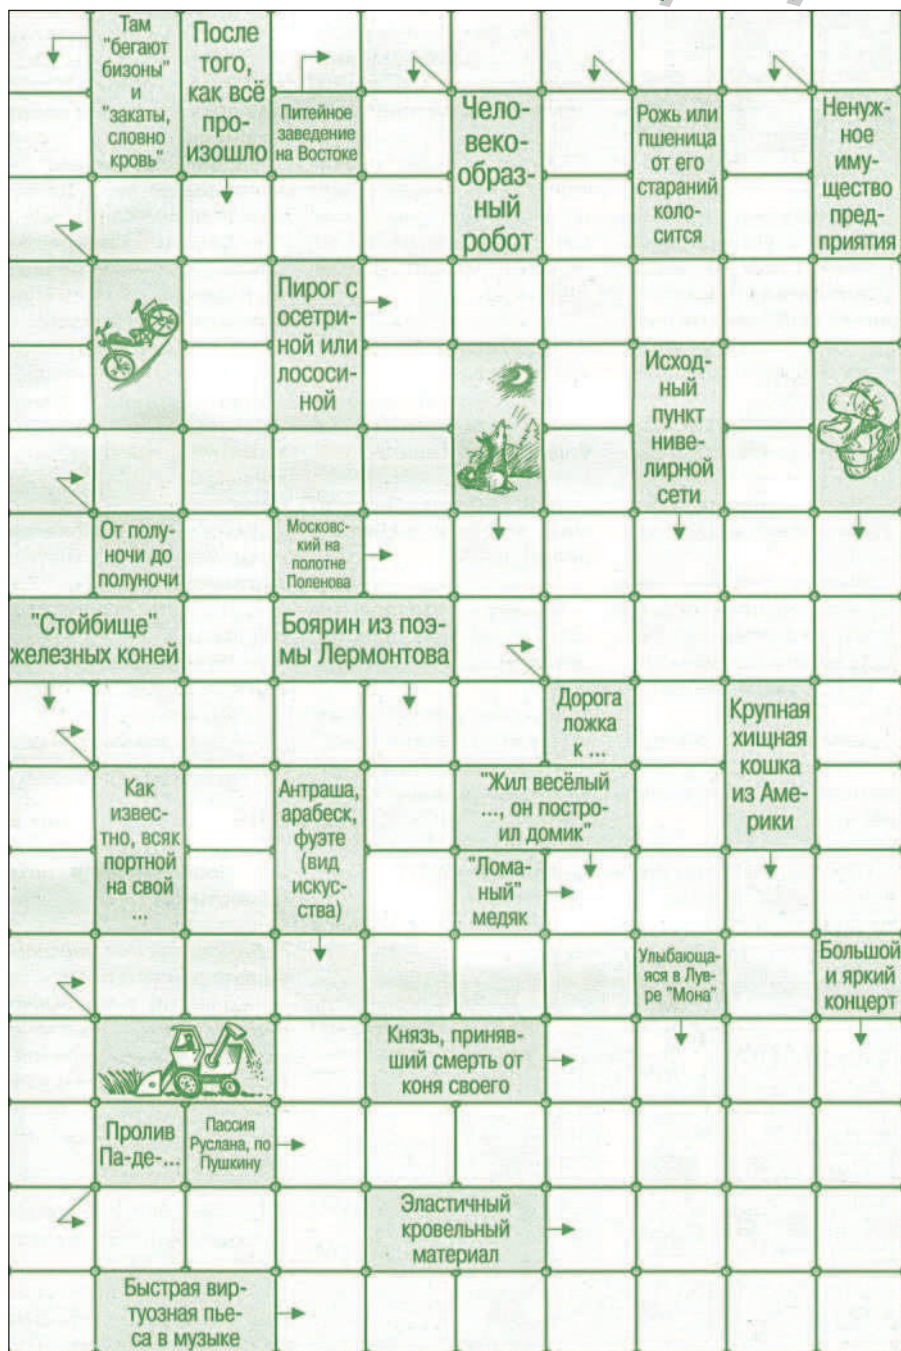 Там
"бегают
бизоны"
и
"закаты,
словно
кровь"
После
того,
как всё
про-
изошло
Питейное
заведение
на Востоке
Чело-
веко-
образ-
ный
робот
Рожь или
пшеница
от его
стараний
коло-
сится
Ненуж-
ное
иму-
щество
пред-
приятия
Пирог с
осетри-
ной или
лососи-
ной
Исход-
ный
пункт
ниве-
лирной
сети
От полу-
ночи до
полуночи
Московс-
кий на
полотне
Поленова
"Стойбище"
железных коней
Боярин из поэ-
мы Лермонтова
Дорога
ложка
к ...
Крупная
хищная
кошка
из Аме-
рики
Как
извес-
тно, всяк
портной
на свой
...
Антраша,
арабеск,
фуэте
(вид
искус-
ства)
"Жил весёлый
..., он постро-
ил домик"
"Лома-
ный"
медяк
Улыбающа-
яся в Лув-
ре "Мона"
Большой
и яркий
концерт
Князь, приняв-
ший смерть от
коня своего
Пролив
Па-де-...
Пассия
Руслана, по
Пушкину
Эластичный
кровельный
материал
Быстрая вир-
туозная пье-
са в музыке